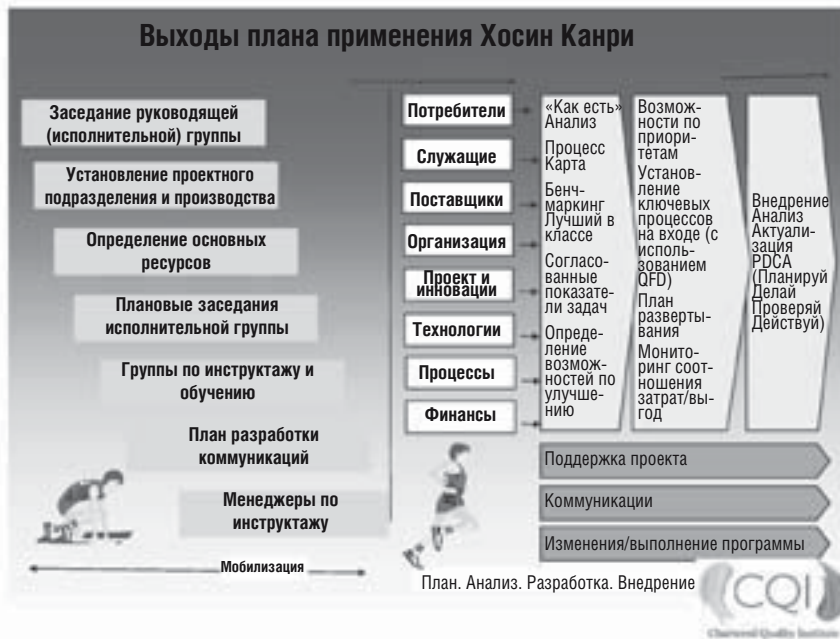 Выходы плана применения Хосин Канри
Заседание руководящей
(исполнительной) группы
Установление проектного
подразделения и производства
Определение основных
ресурсов
Плановые заседания
исполнительной группы
Группы по инструктажу и
обучению
План разработки
коммуникаций
Менеджеры по
инструктажу
Мобилизация
Потребители
Служащие
Поставщики
Организация
Проект и
инновации
Технологии
Процессы
Финансы
«Как есть»
Анализ
Процесс
Карта
Бенч-
маркинг
Лучший в
классе
Согласо-
ванные
показате-
ли задач
Опреде-
ление
возмож-
ностей по
улучше-
нию
Возмож-
ности по
приори-
тетам
Установ-
ление
ключевых
процессов
на входе (с
исполь-
зованием
QFD)
План
разверты-
вания
Монито-
ринг соот-
ношения
затрат/вы-
год
Внедрение
Анализ
Актуали-
зация
PDCA
(Планируй
Делай
Проверяй
Действуй)
Поддержка проекта
Коммуникации
Изменения/выполнение программы
План. Анализ. Разработка. Внедрение
CQI
Chartered Quality Institute